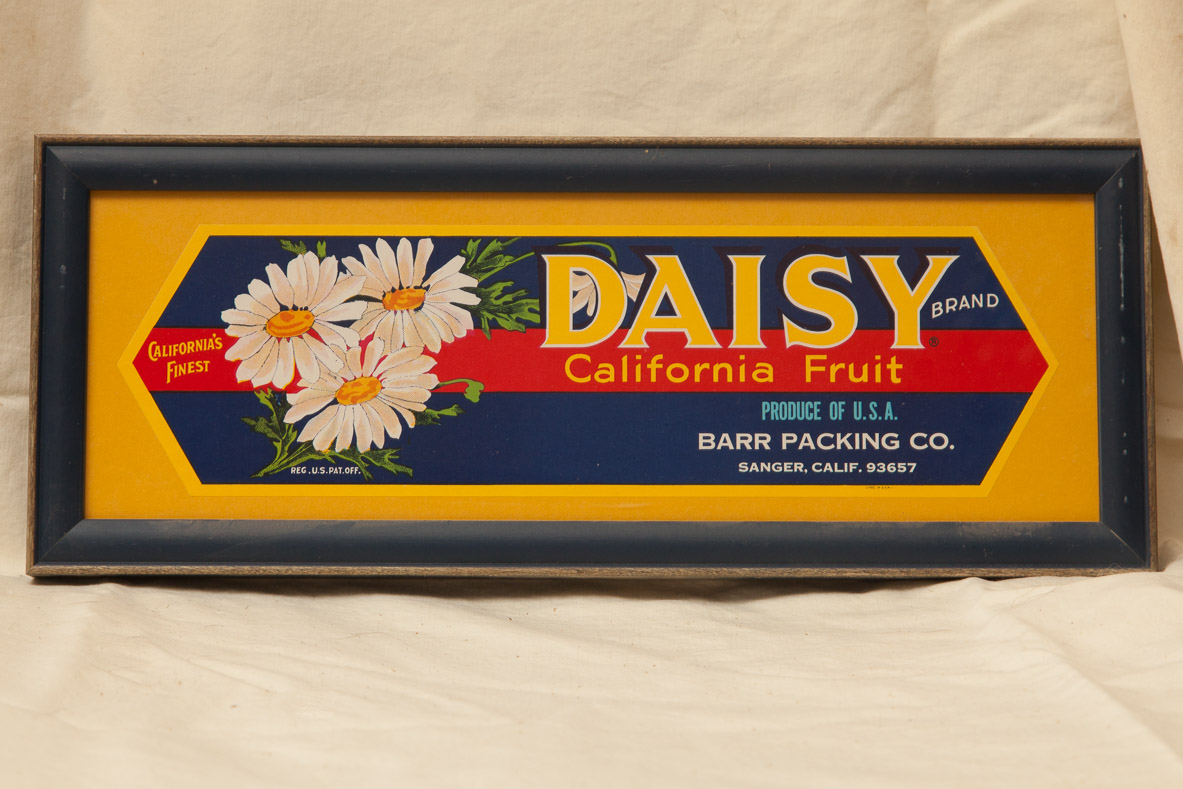 DAISY
BRAND
®
CALIFORNIA'S
FINEST
California Fruit
PRODUCE OF U.S.A.
BARR PACKING CO.
SANGER, CALIF. 93657
REG.U.S.PAT.OFF.